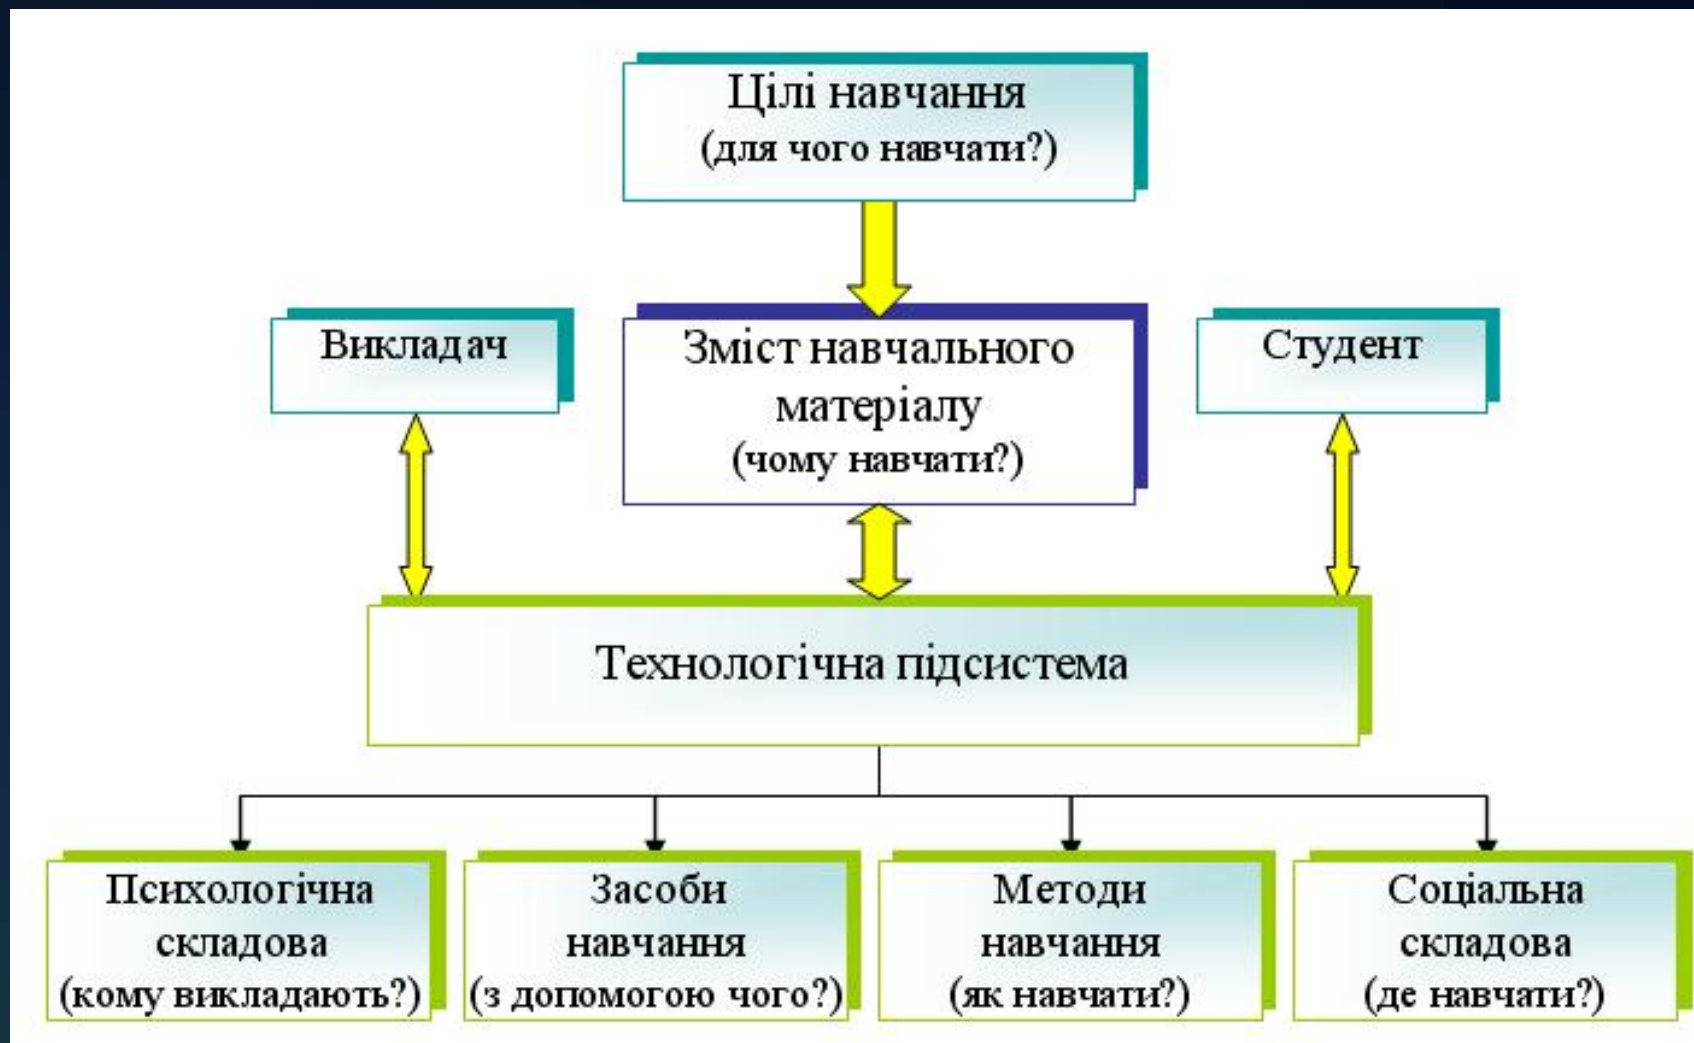 Цілі навчання
(для чого навчати?)
Викладач
Зміст навчального
матеріалу
(чому навчати?)
Студент
Технологічна підсистема
Психологічна
складова
(кому викладають?)
Засоби
навчання
(з допомогою чого?)
Методи
навчання
(як навчати?)
Соціальна
складова
(де навчати?)